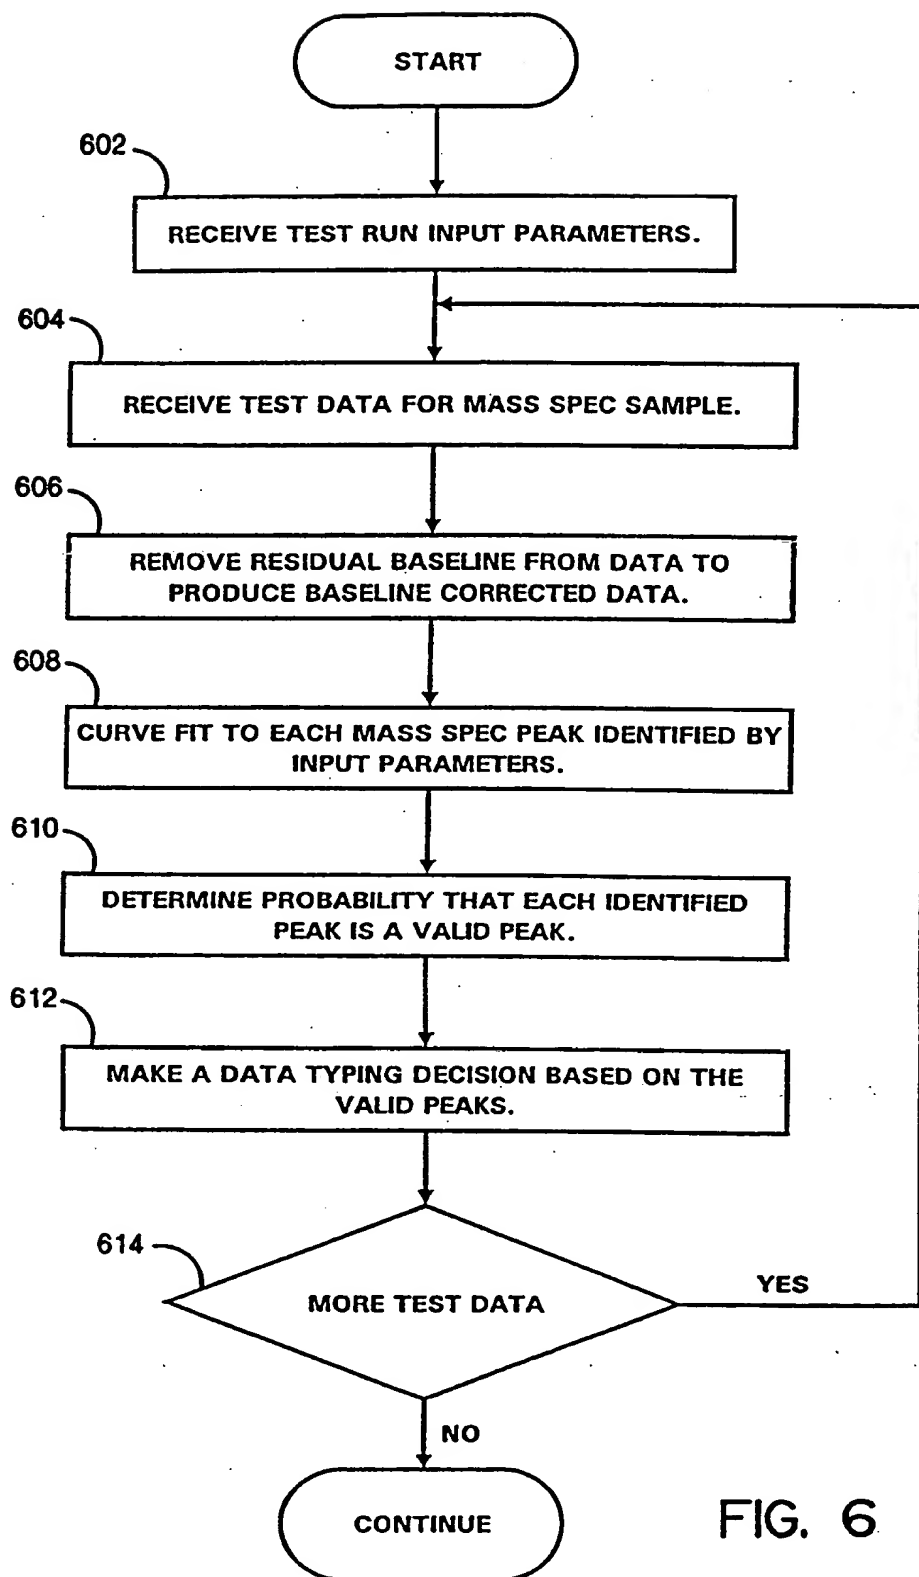 START
602
RECEIVE TEST RUN INPUT PARAMETERS.
604
RECEIVE TEST DATA FOR MASS SPEC SAMPLE.
606
REMOVE RESIDUAL BASELINE FROM DATA TO
PRODUCE BASELINE CORRECTED DATA.
608
CURVE FIT TO EACH MASS SPEC PEAK IDENTIFIED BY
INPUT PARAMETERS.
610
DETERMINE PROBABILITY THAT EACH IDENTIFIED
PEAK IS A VALID PEAK.
612
MAKE A DATA TYPING DECISION BASED ON THE
VALID PEAKS.
614
MORE TEST DATA
YES
NO
CONTINUE
FIG. 6